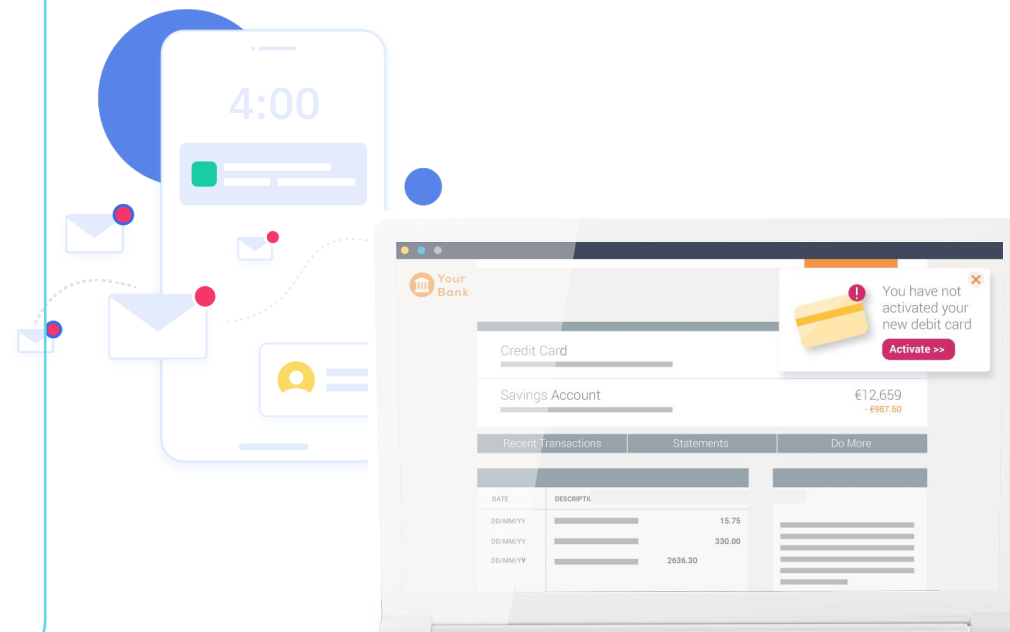 4:00
Your
Bank
You have not
activated your
new debit card
Activate >>
Credit Card
Savings Account
€12,659
- €987.60
Recent Transactions
Statements
Do More
DATE
DESCRIPTI
DD/MM/YY
15.75
DD/MM/YY
330.00
DD/MM/YY
2636.30